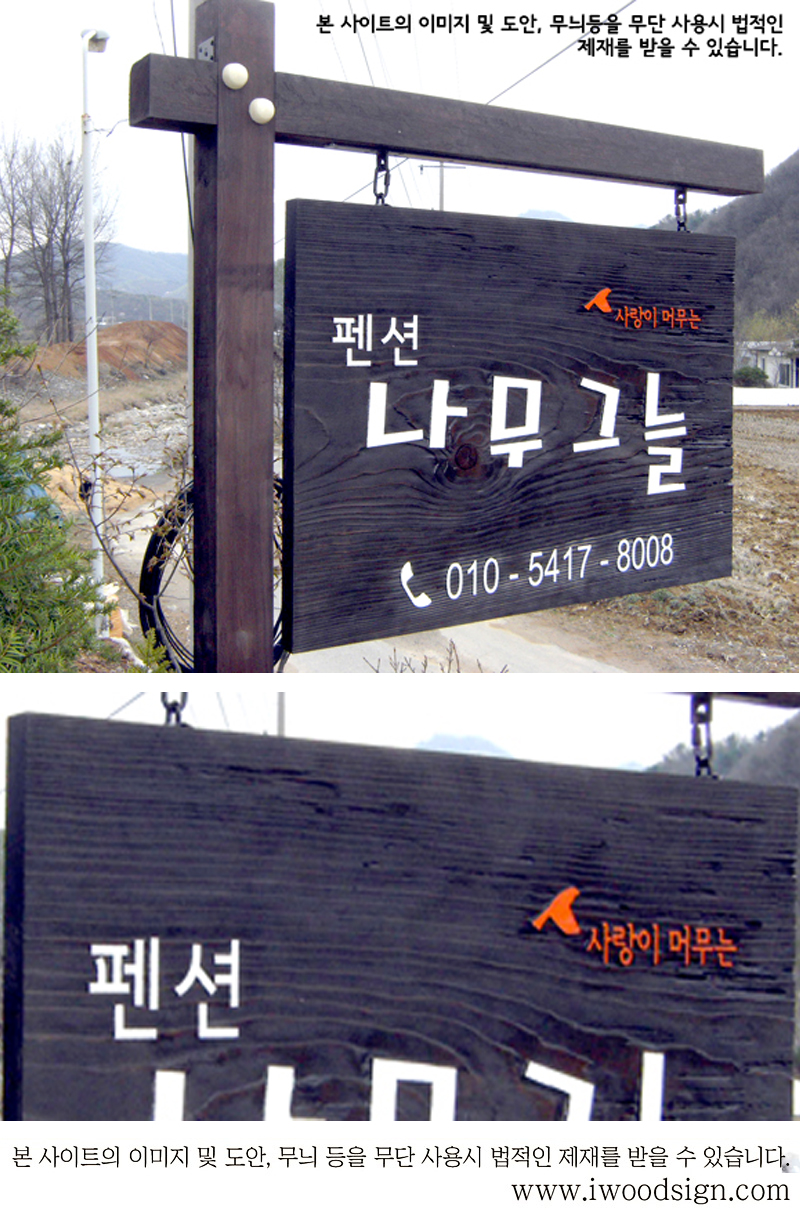 본 사이트의 이미지 및 도안, 무늬등을 무단 사용시 법적인
제재를 받을 수 있습니다.
사랑이 머무는
펜션
나무그늘
010 - 5417 - 8008
사랑이 머무는
펜션
나무그늘
본 사이트의 이미지 및 도안, 무늬 등을 무단 사용시 법적인 제재를 받을 수 있습니다.
www.iwoodsign.com